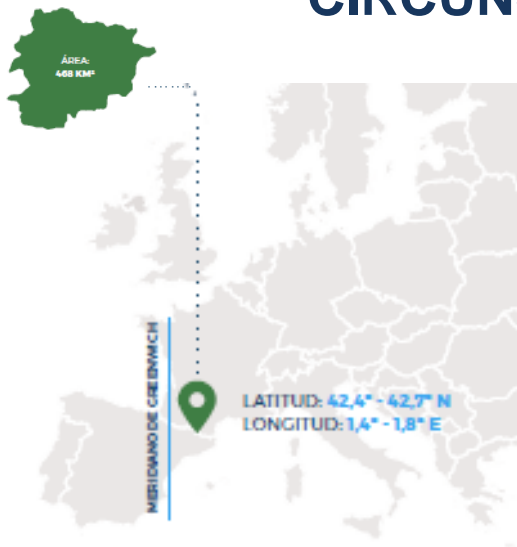 CIRCUN
ÁREA:
468 KM²
MERIDIANO DE GREENWICH
LATITUD: 42,4° - 42,7° N
LONGITUD: 1,4° - 1,8° E